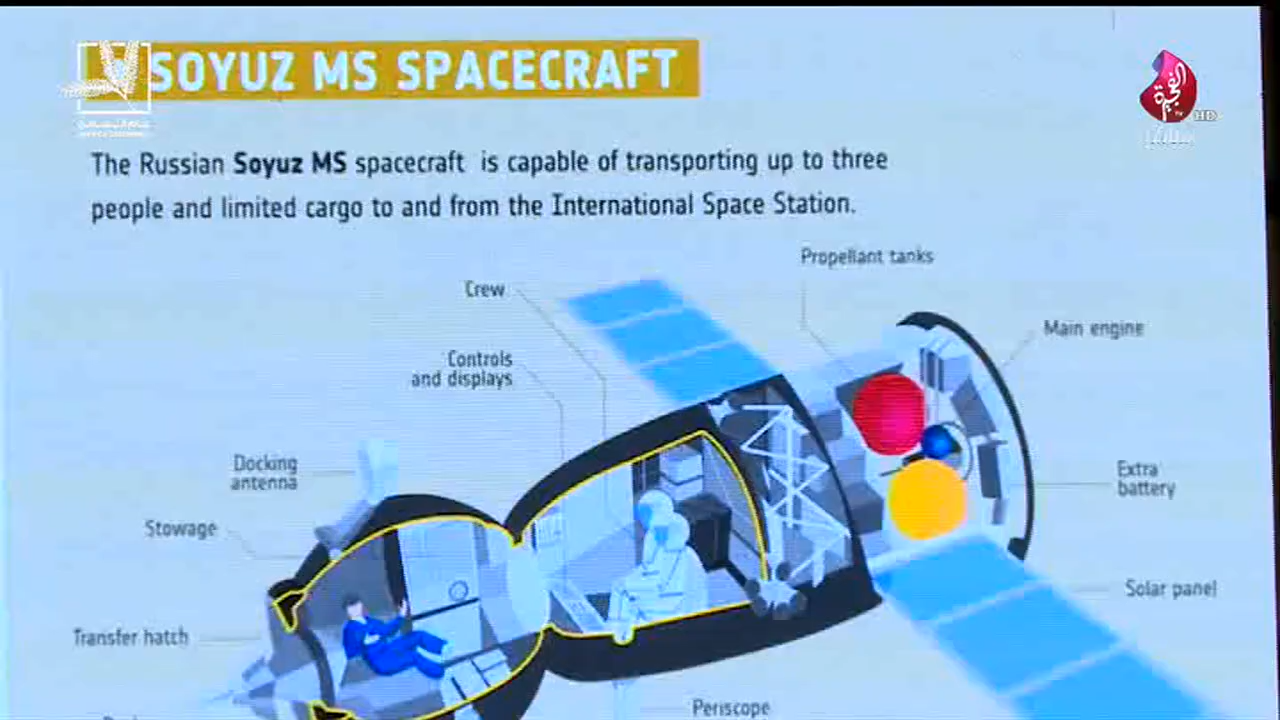 SOYUZ MS SPACECRAFT
الفجيرة
HD
The Russian Soyuz MS spacecraft is capable of transporting up to three
people and limited cargo to and from the International Space Station.
Propellant tanks
Crew
Main engine
Controls
and displays
Docking
antenna
Extra
battery
Stowage
Solar panel
Transfer hatch
Periscope